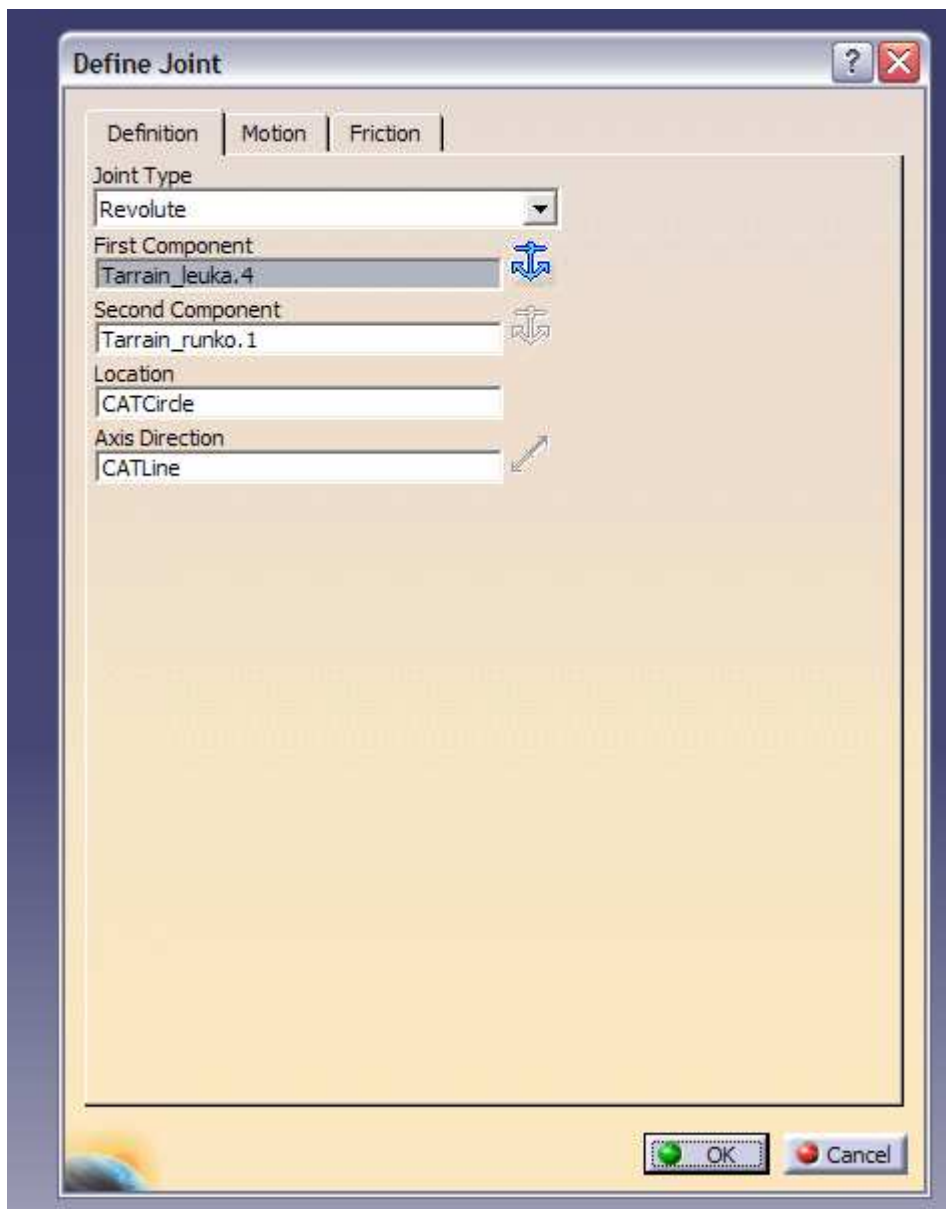 Define Joint
?
Definition Motion Friction
Joint Type
Revolute
First Component
Tarrain_leuka.4
Second Component
Tarrain_runko.1
Location
CATCircle
Axis Direction
CATLine
OK Cancel